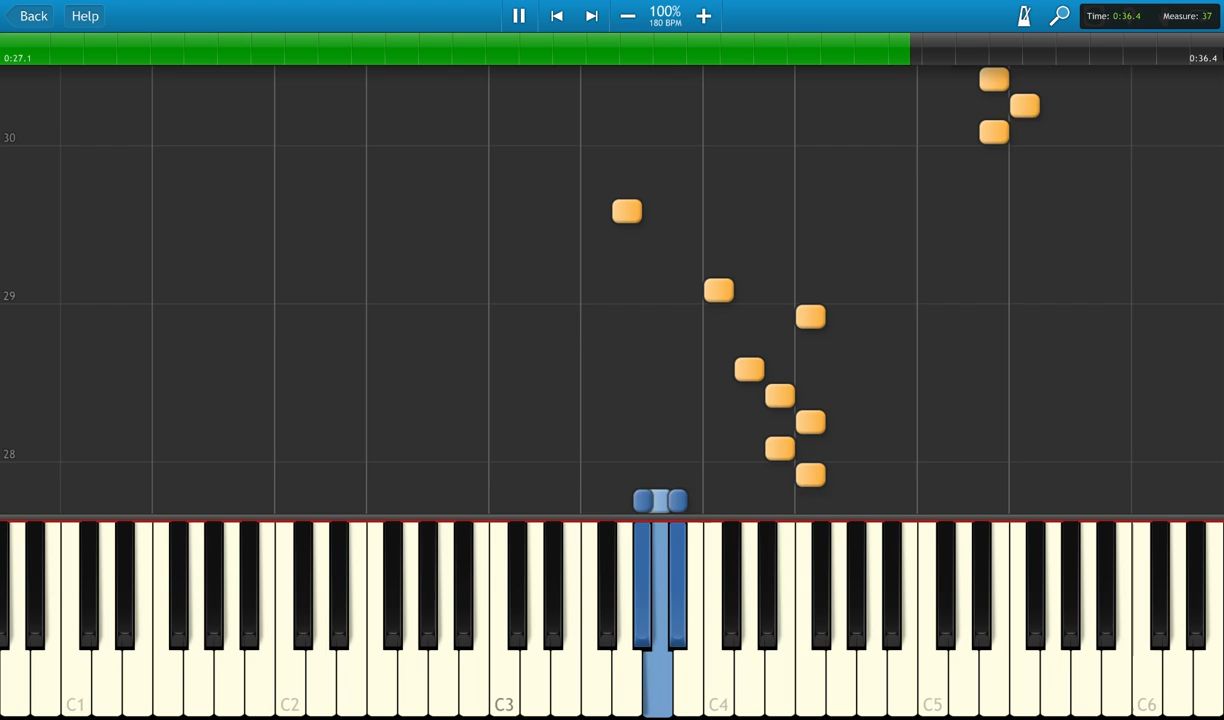 Back
Help
100%
180 BPM
Time: 0:36.4
Measure: 37
0:27.1
0:36.4
30
29
28
C1
C2
C3
C4
C5
C6